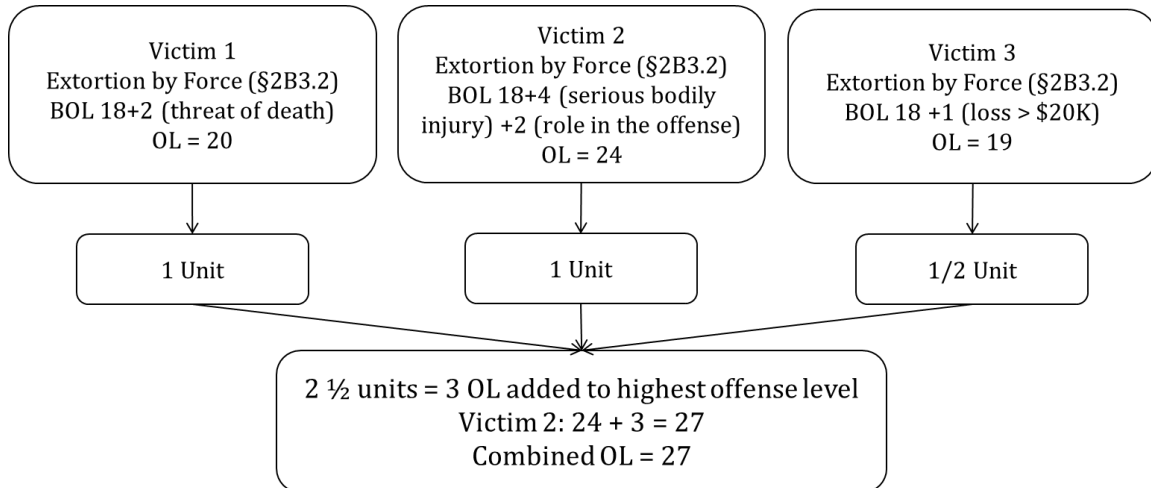 Victim 1
Extortion by Force (§2B3.2)
BOL 18+2 (threat of death)
OL = 20
Victim 2
Extortion by Force (§2B3.2)
BOL 18+4 (serious bodily
injury) +2 (role in the offense)
OL = 24
Victim 3
Extortion by Force (§2B3.2)
BOL 18 +1 (loss > $20K)
OL = 19
1 Unit
1 Unit
1/2 Unit
2 ½ units = 3 OL added to highest offense level
Victim 2: 24 + 3 = 27
Combined OL = 27